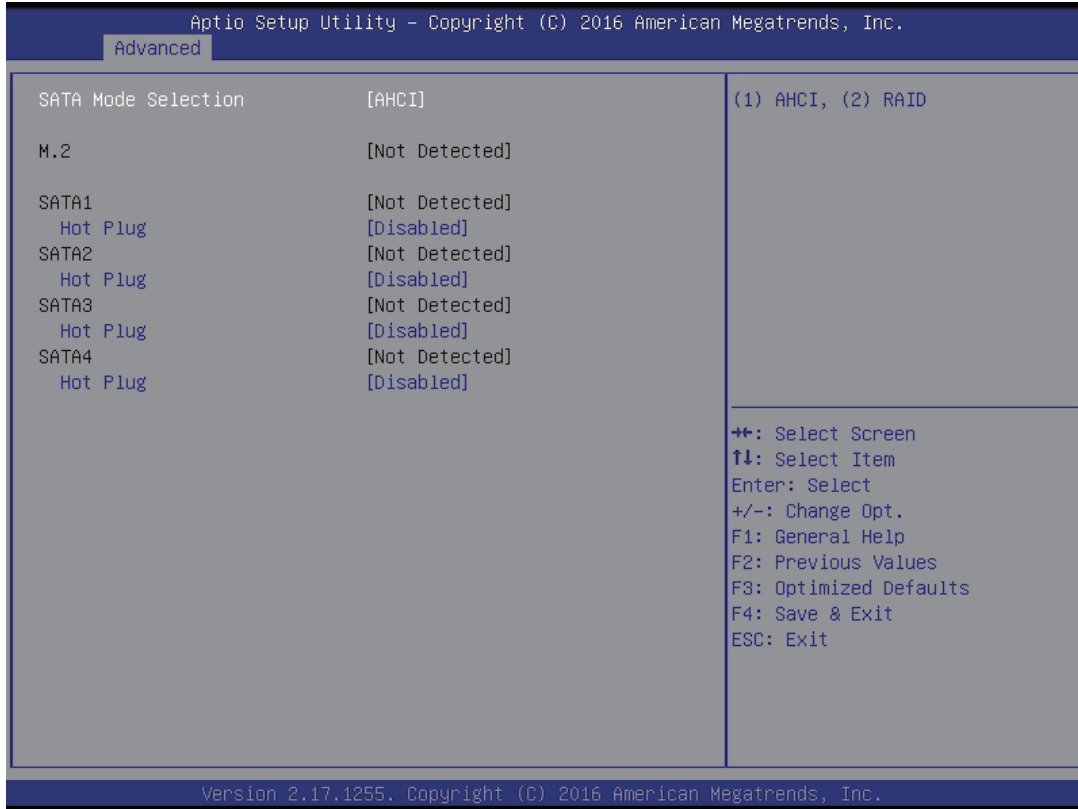 Aptio Setup Utility – Copyright (C) 2016 American Megatrends, Inc.
Advanced
SATA Mode Selection [AHCI]
M.2 [Not Detected]
SATA1 [Not Detected]
Hot Plug [Disabled]
SATA2 [Not Detected]
Hot Plug [Disabled]
SATA3 [Not Detected]
Hot Plug [Disabled]
SATA4 [Not Detected]
Hot Plug [Disabled]
(1) AHCI, (2) RAID
→←: Select Screen
↑↓: Select Item
Enter: Select
+/-: Change Opt.
F1: General Help
F2: Previous Values
F3: Optimized Defaults
F4: Save & Exit
ESC: Exit
Version 2.17.1255. Copyright (C) 2016 American Megatrends, Inc.